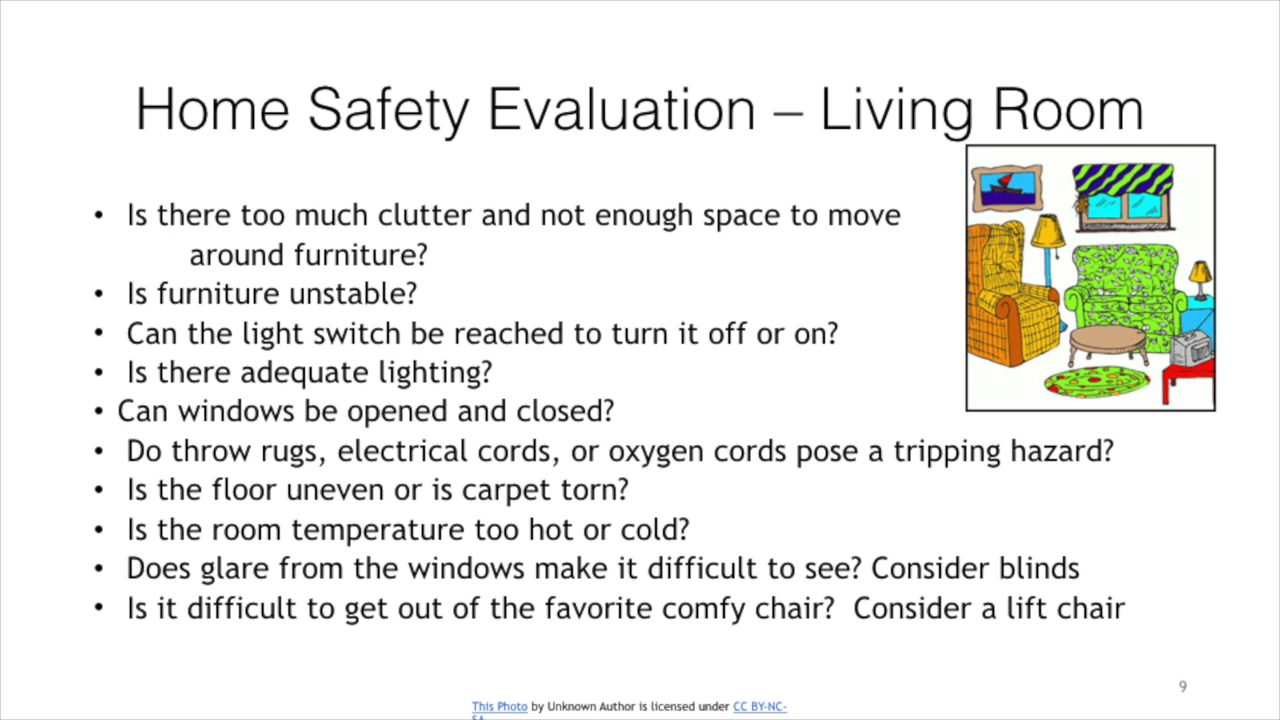 Home Safety Evaluation – Living Room
• Is there too much clutter and not enough space to move
around furniture?
• Is furniture unstable?
• Can the light switch be reached to turn it off or on?
• Is there adequate lighting?
• Can windows be opened and closed?
• Do throw rugs, electrical cords, or oxygen cords pose a tripping hazard?
• Is the floor uneven or is carpet torn?
• Is the room temperature too hot or cold?
• Does glare from the windows make it difficult to see? Consider blinds
• Is it difficult to get out of the favorite comfy chair? Consider a lift chair
9
This Photo by Unknown Author is licensed under CC BY-NC-